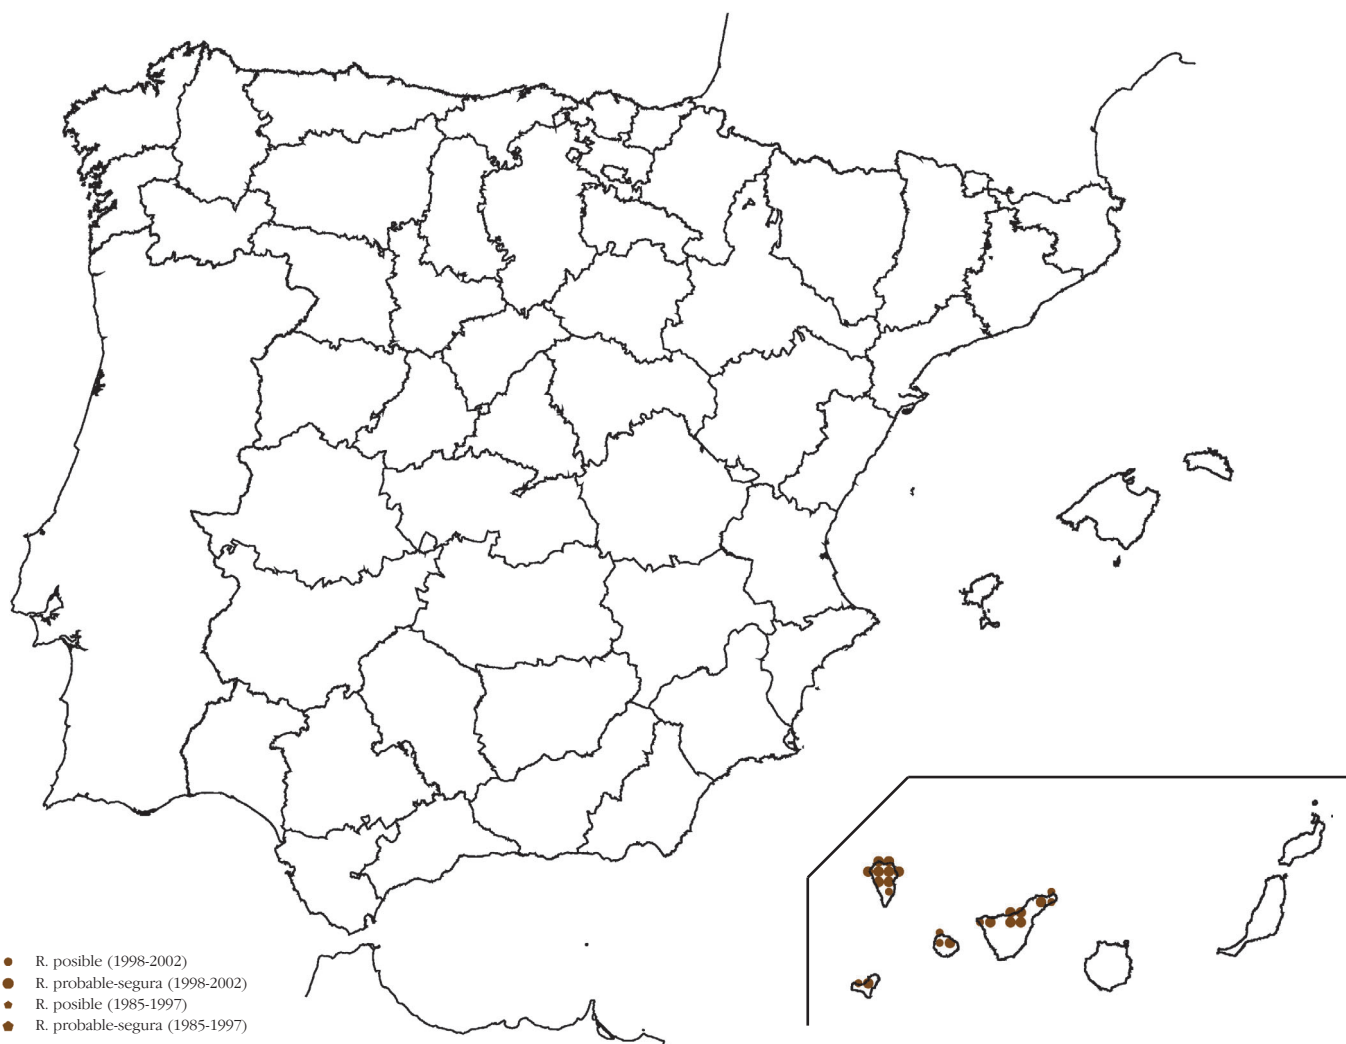 R. posible (1998-2002)
R. probable-segura (1998-2002)
R. posible (1985-1997)
R. probable-segura (1985-1997)